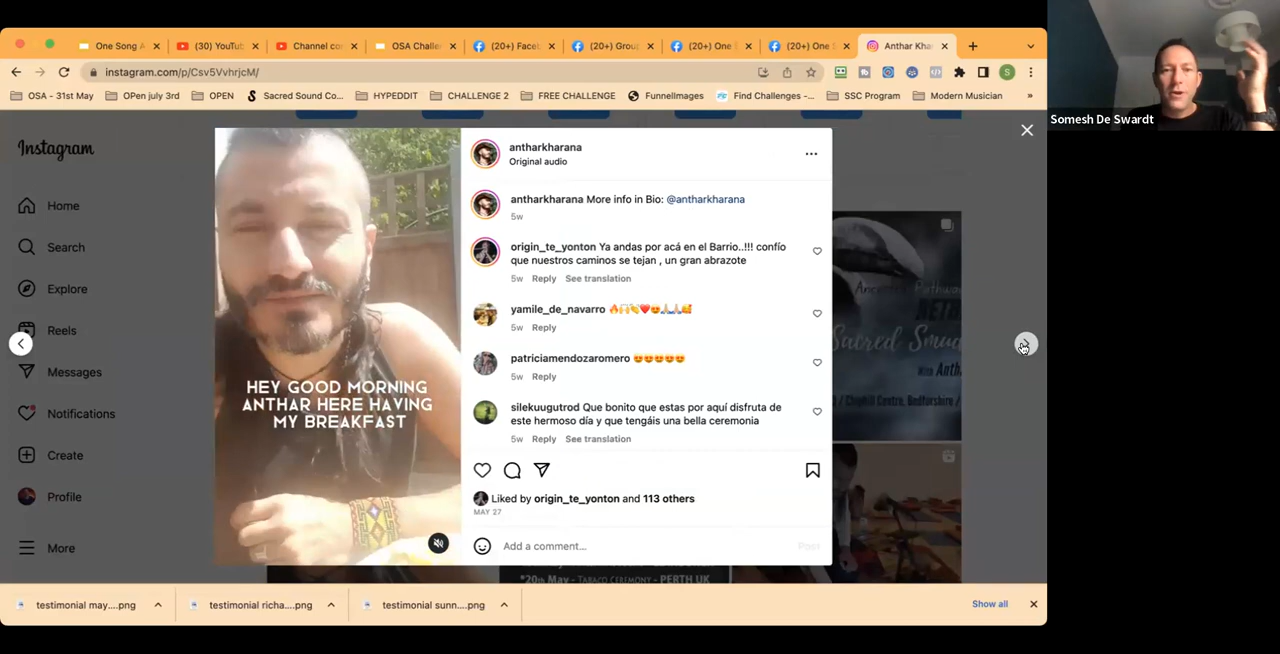 One Song A
(30) YouTu
Channel co
OSA Challe
(20+) Face
(20+) Grou
(20+) One
(20+) One
Anthar Kha
instagram.com/p/Csv5VvhrjcM/
S
OSA - 31st May
OPen july 3rd
OPEN
Sacred Sound Co...
HYPEDDIT
CHALLENGE 2
FREE CHALLENGE
FunnelImages
Find Challenges -...
SSC Program
Modern Musician
»
Somesh De Swardt
Instagram
Home
Search
Explore
Reels
Messages
Notifications
Create
Profile
More
HEY GOOD MORNING
ANTHAR HERE HAVING
MY BREAKFAST
antharkharana
Original audio
antharkharana More info in Bio: @antharkharana
5w
origin_te_yonton Ya andas por acá en el Barrio..!!! confío
que nuestros caminos se tejan , un gran abrazote
5w Reply See translation
yamile_de_navarro 🔥🙌🏻👏❤️😍🙏🏼🙏🏼🥰
5w Reply
patriciamendozaromero 😍😍😍😍😍
5w Reply
silekuugutrod Que bonito que estas por aquí disfruta de
este hermoso día y que tengáis una bella ceremonia
5w Reply See translation
Liked by origin_te_yonton and 113 others
MAY 27
Add a comment...
Post
Sacred Smud
With Anth
*20th May - Tabaco Ceremony - PERTH UK
testimonial may....png
testimonial richa....png
testimonial sunn....png
Show all